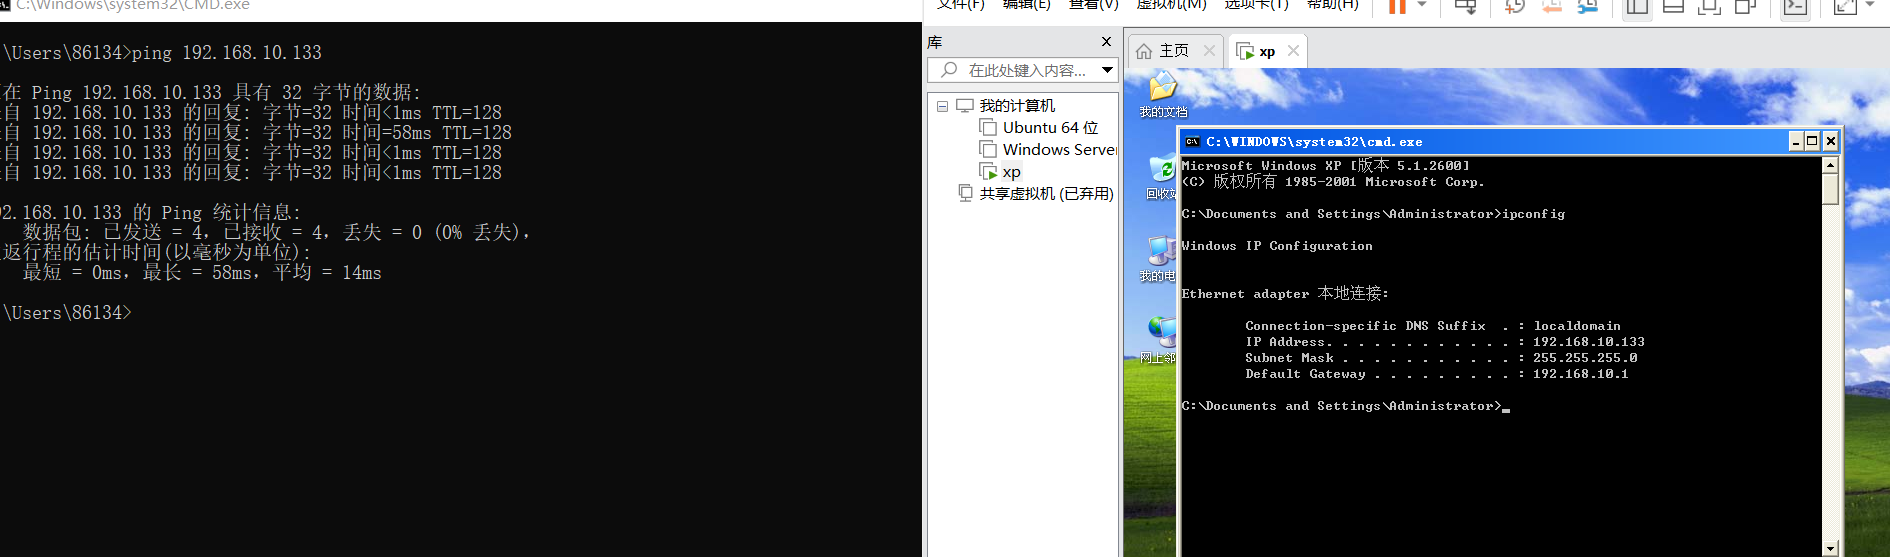 C:\Windows\system32\CMD.exe
\Users\86134>ping 192.168.10.133
在 Ping 192.168.10.133 具有 32 字节的数据:
自 192.168.10.133 的回复: 字节=32 时间<1ms TTL=128
自 192.168.10.133 的回复: 字节=32 时间=58ms TTL=128
自 192.168.10.133 的回复: 字节=32 时间<1ms TTL=128
自 192.168.10.133 的回复: 字节=32 时间<1ms TTL=128
92.168.10.133 的 Ping 统计信息:
数据包: 已发送 = 4，已接收 = 4，丢失 = 0 (0% 丢失)，
返行程的估计时间(以毫秒为单位):
最短 = 0ms，最长 = 58ms，平均 = 14ms
\Users\86134>
文件(F) 编辑(E) 查看(V) 虚拟机(M) 选项卡(T) 帮助(H)
库
在此处键入内容...
我的计算机
Ubuntu 64 位
Windows Server
xp
共享虚拟机 (已弃用)
主页
xp
我的文档
回收站
我的电
网上邻
C:\WINDOWS\system32\cmd.exe
Microsoft Windows XP [版本 5.1.2600]
(C) 版权所有 1985-2001 Microsoft Corp.
C:\Documents and Settings\Administrator>ipconfig
Windows IP Configuration
Ethernet adapter 本地连接:
Connection-specific DNS Suffix  . : localdomain
IP Address. . . . . . . . . . . . : 192.168.10.133
Subnet Mask . . . . . . . . . . . : 255.255.255.0
Default Gateway . . . . . . . . . : 192.168.10.1
C:\Documents and Settings\Administrator>